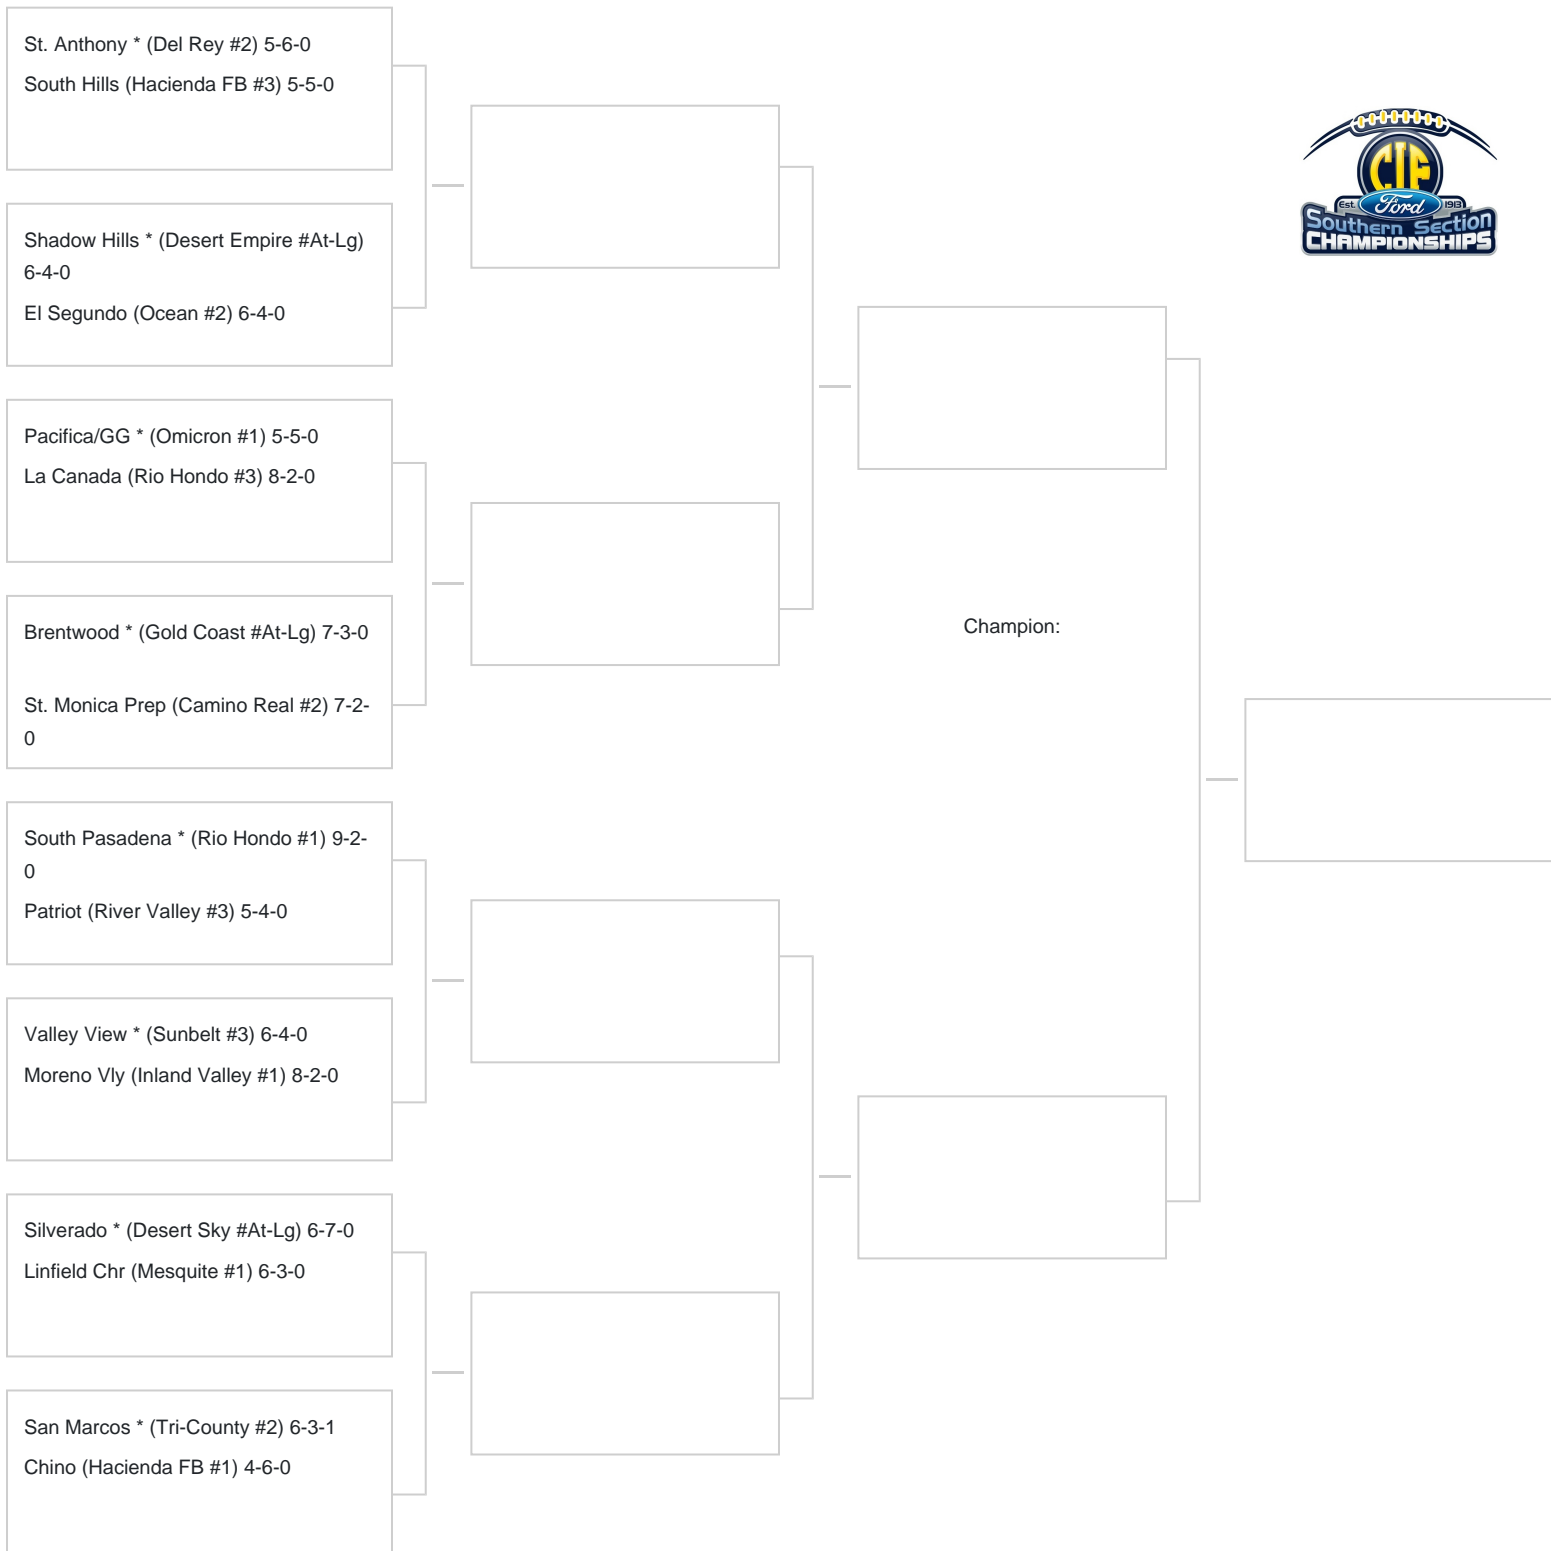 St. Anthony * (Del Rey #2) 5-6-0
South Hills (Hacienda FB #3) 5-5-0
Shadow Hills * (Desert Empire #At-Lg)
6-4-0
El Segundo (Ocean #2) 6-4-0
Pacifica/GG * (Omicron #1) 5-5-0
La Canada (Rio Hondo #3) 8-2-0
Brentwood * (Gold Coast #At-Lg) 7-3-0
St. Monica Prep (Camino Real #2) 7-2-
0
South Pasadena * (Rio Hondo #1) 9-2-
0
Patriot (River Valley #3) 5-4-0
Valley View * (Sunbelt #3) 6-4-0
Moreno Vly (Inland Valley #1) 8-2-0
Silverado * (Desert Sky #At-Lg) 6-7-0
Linfield Chr (Mesquite #1) 6-3-0
San Marcos * (Tri-County #2) 6-3-1
Chino (Hacienda FB #1) 4-6-0
Champion:
CIF
Est. Ford 1913
Southern Section
CHAMPIONSHIPS